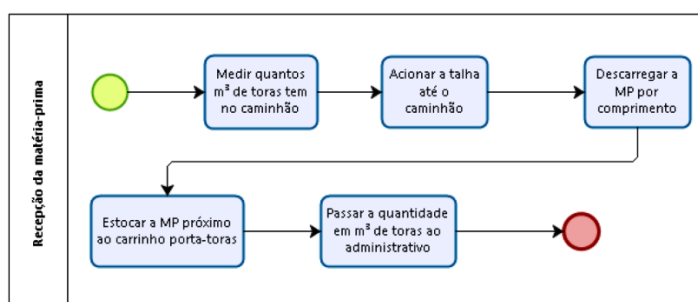 Recepção da matéria-prima
Medir quantos
m³ de toras tem
no caminhão
Acionar a talha
até o
caminhão
Descarregar a
MP por
comprimento
Estocar a MP próximo
ao carrinho porta-toras
Passar a quantidade
em m³ de toras ao
administrativo